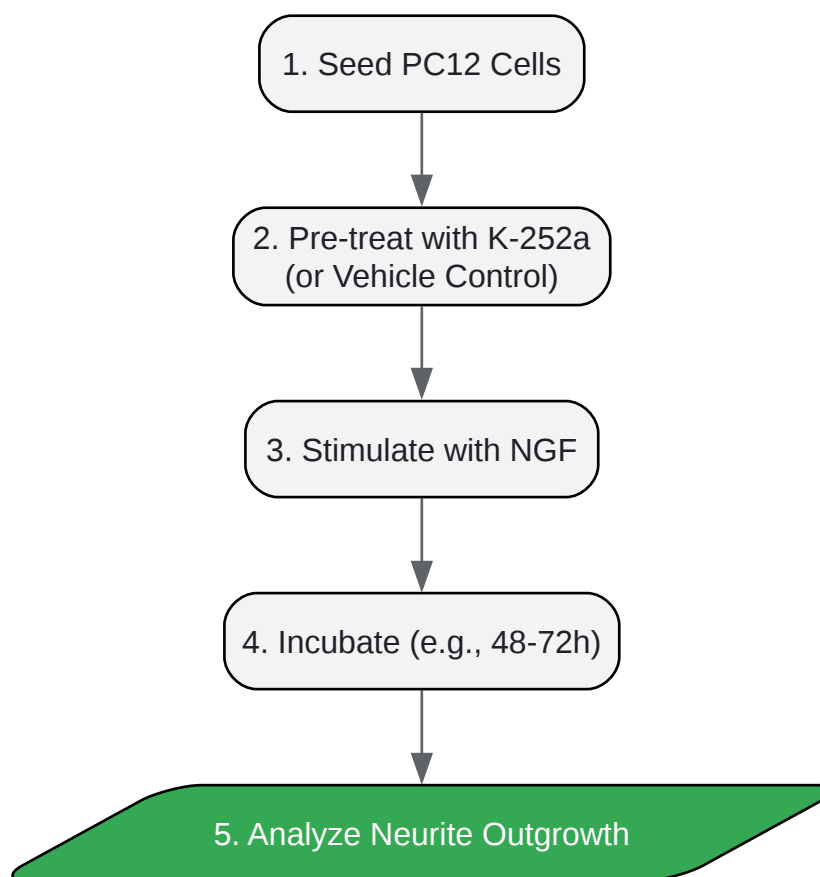 1. Seed PC12 Cells
2. Pre-treat with K-252a
(or Vehicle Control)
3. Stimulate with NGF
4. Incubate (e.g., 48-72h)
5. Analyze Neurite Outgrowth